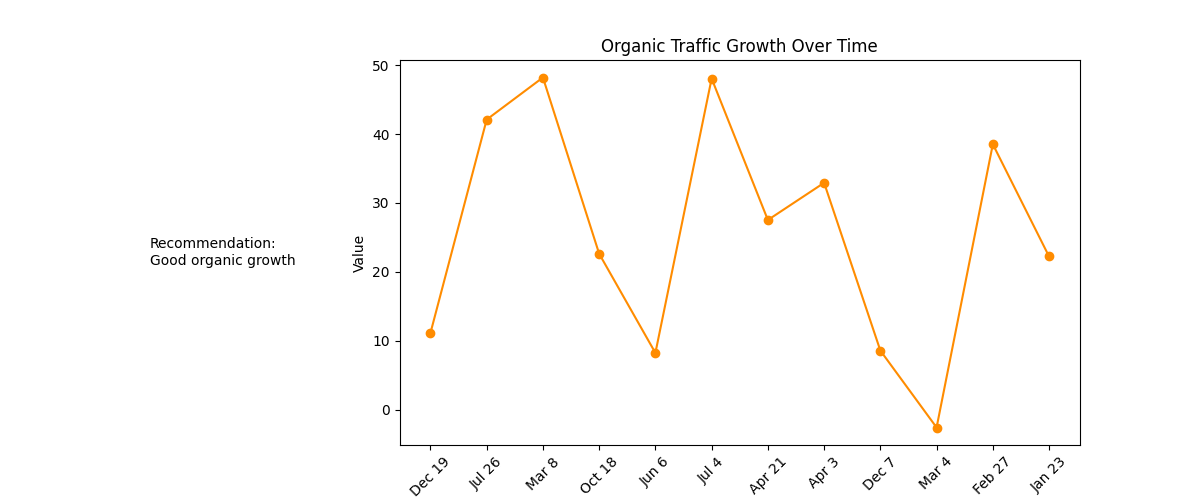 Organic Traffic Growth Over Time
Recommendation:
Good organic growth
Value
50
40
30
20
10
0
Dec 19
Jul 26
Mar 8
Oct 18
Jun 6
Jul 4
Apr 21
Apr 3
Dec 7
Mar 4
Feb 27
Jan 23